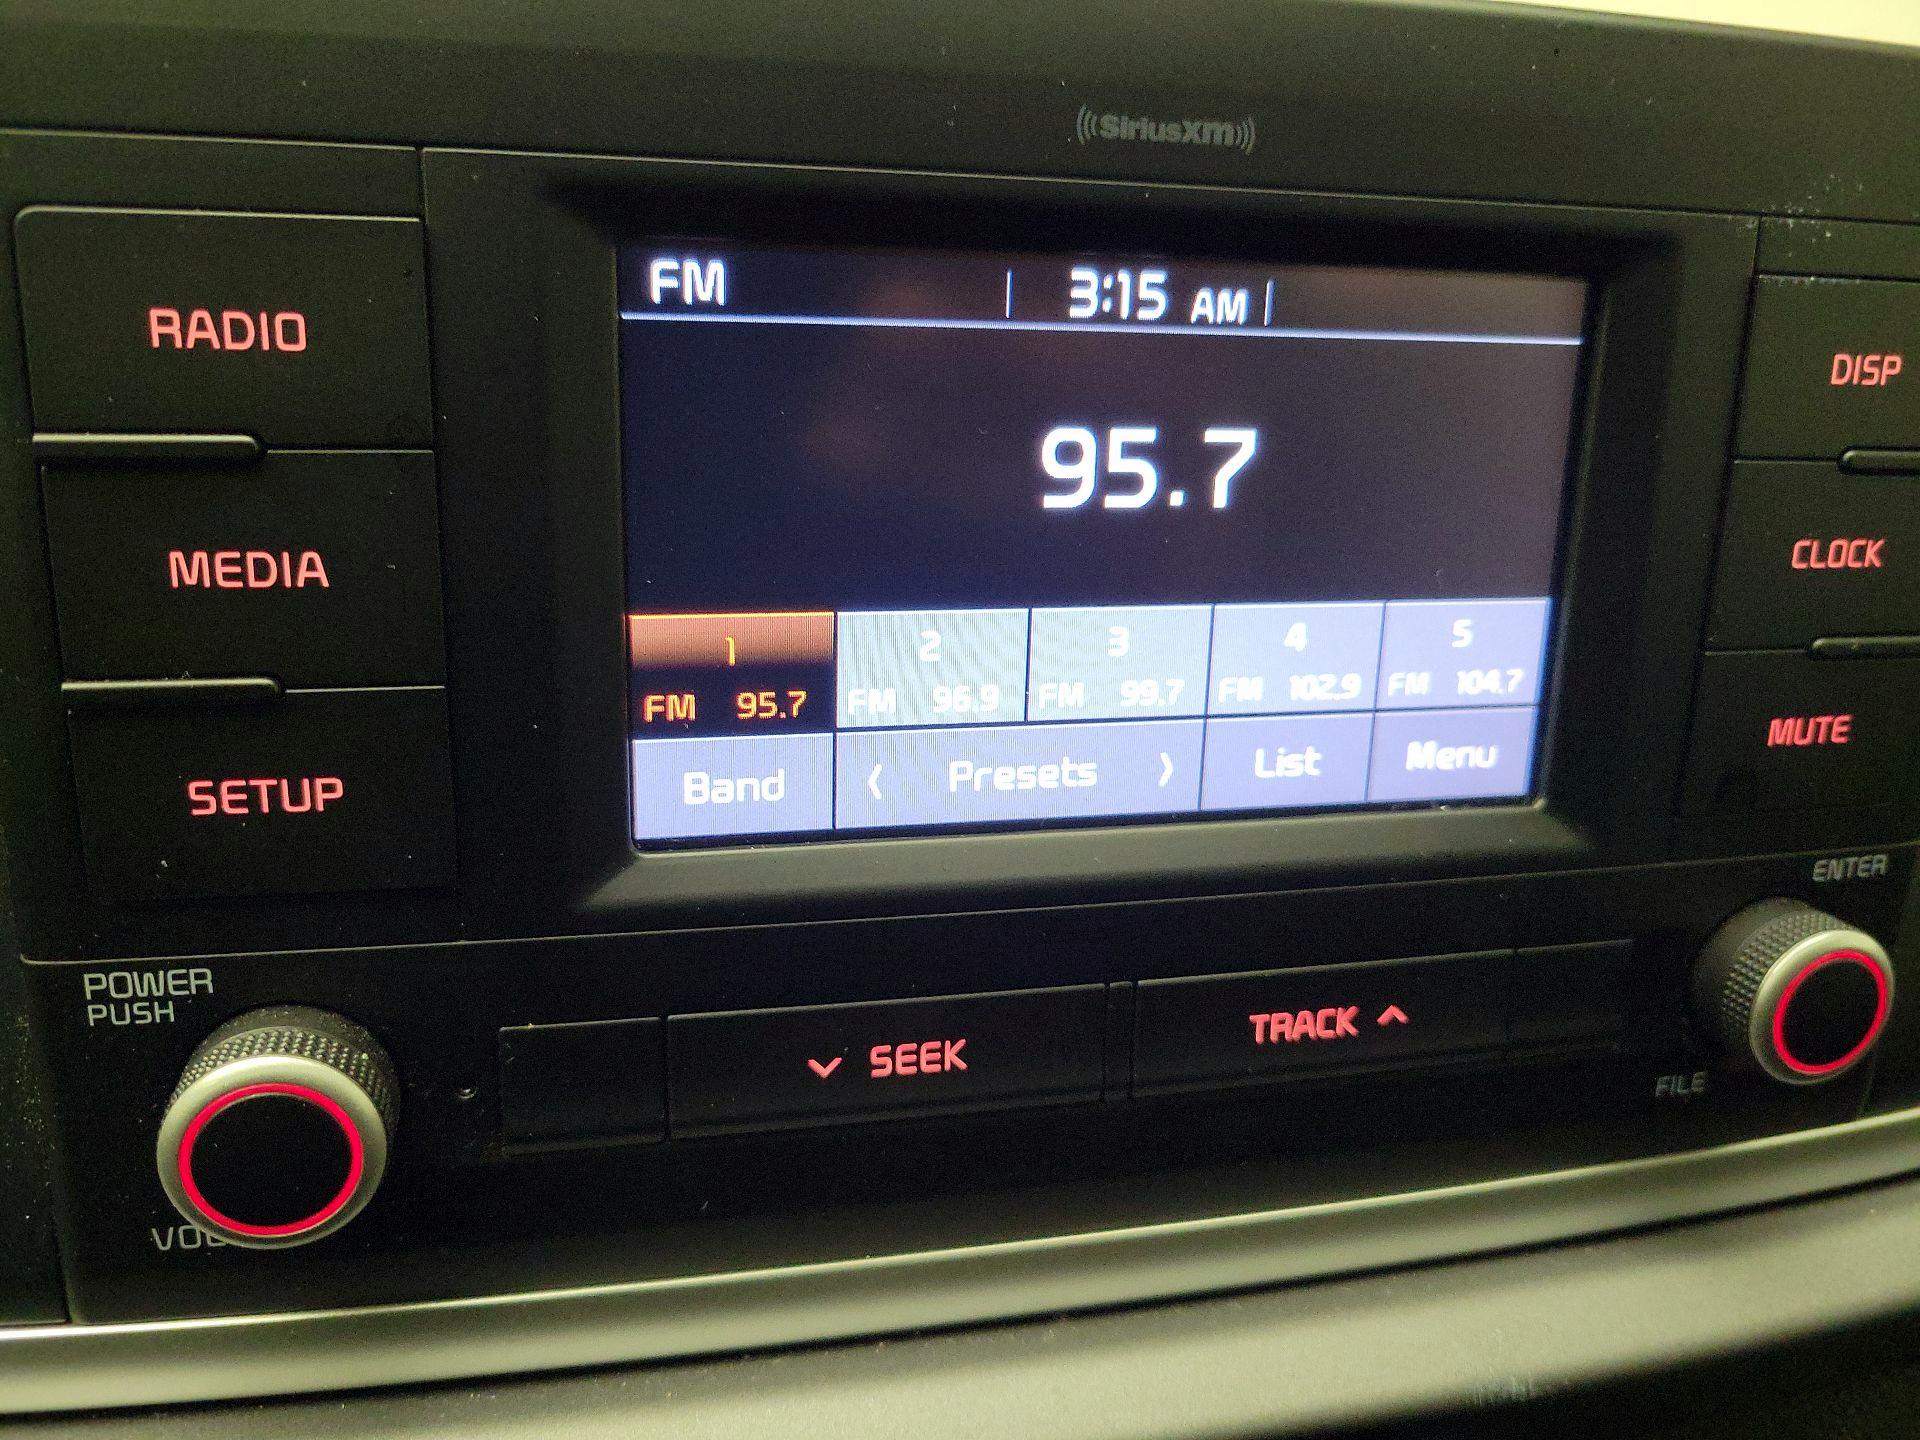 SiriusXM
RADIO
MEDIA
SETUP
FM 3:15 AM
95.7
1 2 3 4 5
FM 95.7 FM 96.9 FM 99.7 FM 102.9 FM 104.7
Band < Presets > List Menu
DISP
CLOCK
MUTE
POWER
PUSH
VOL
SEEK
TRACK
ENTER
FILE